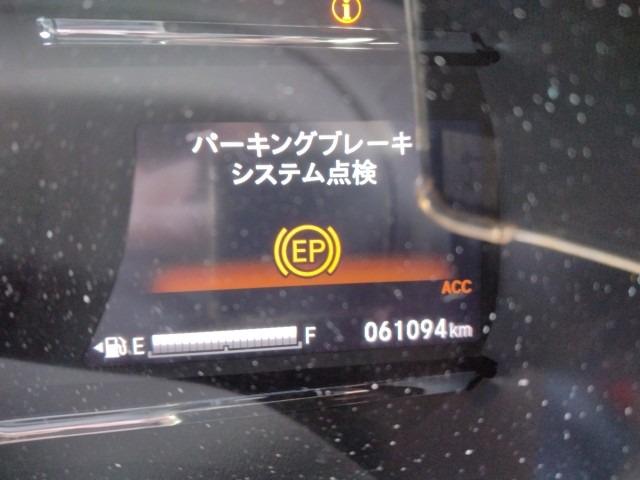 i
パーキングブレーキ
システム点検
EP
ACC
E F 061094km